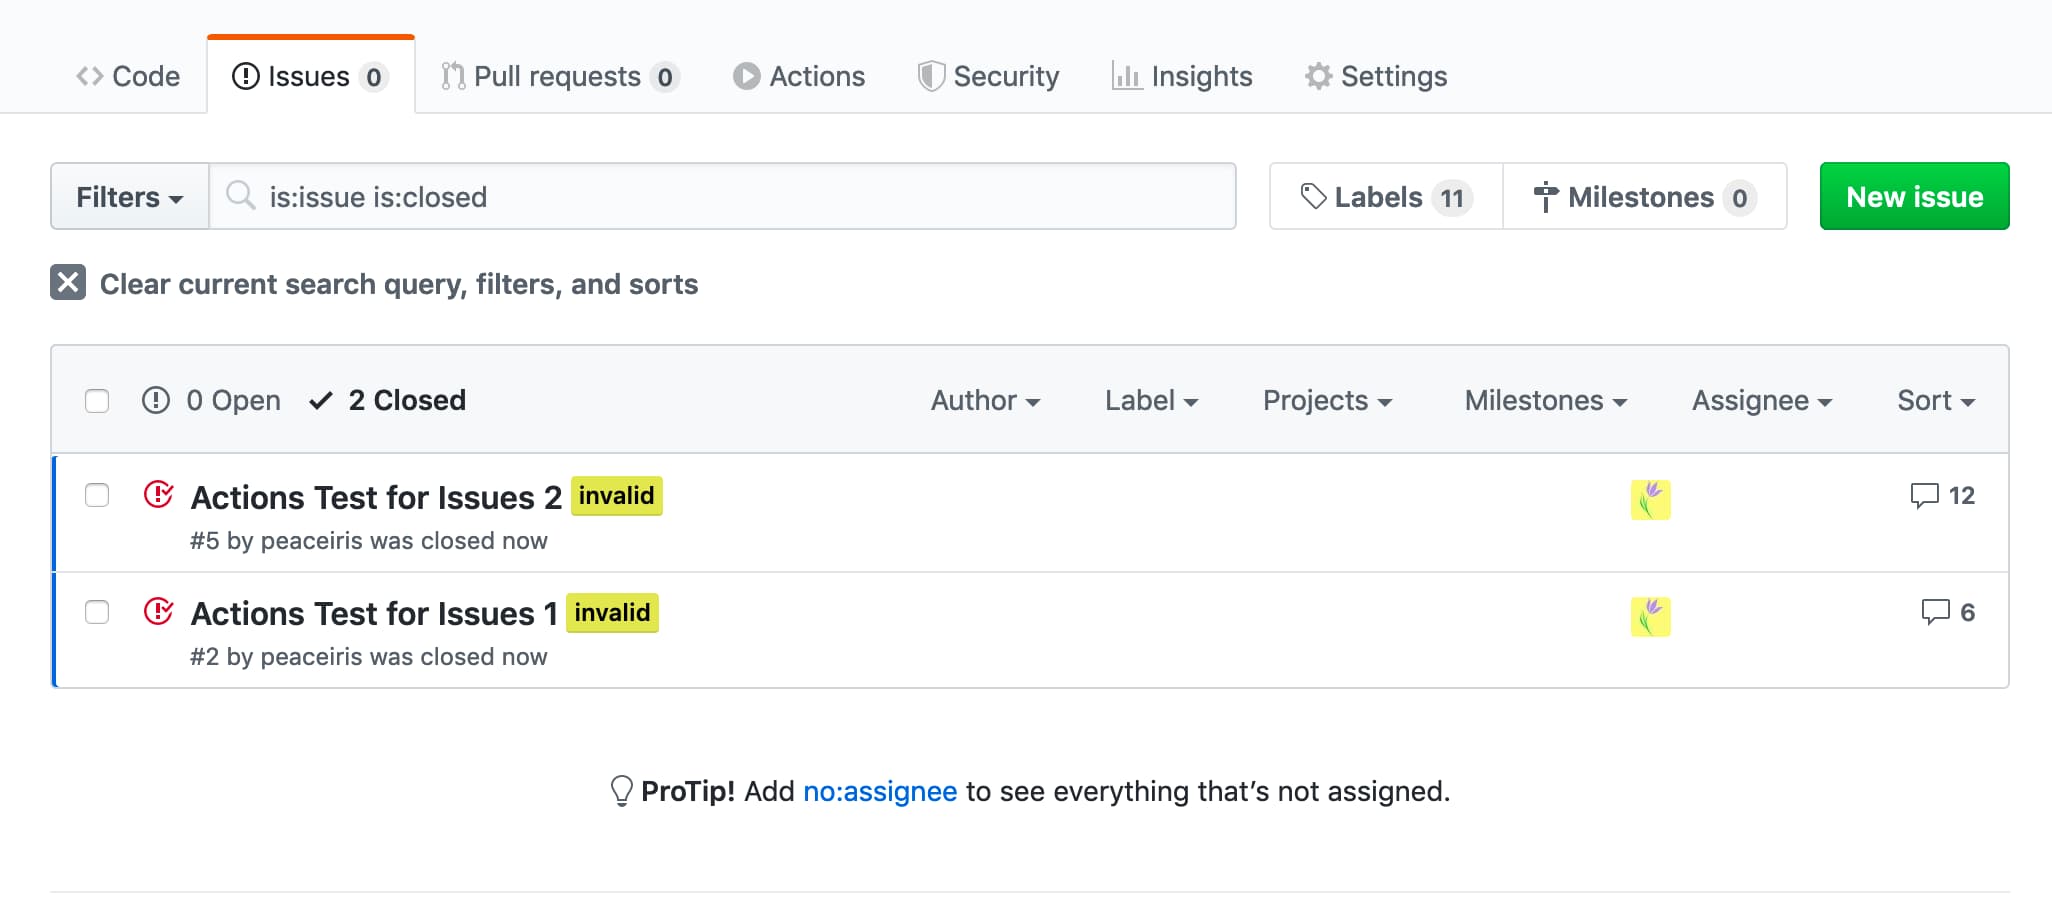 Code Issues 0 Pull requests 0 Actions Security Insights Settings
Filters is:issue is:closed Labels 11 Milestones 0 New issue
Clear current search query, filters, and sorts
0 Open 2 Closed Author Label Projects Milestones Assignee Sort
Actions Test for Issues 2 invalid 12
#5 by peaceiris was closed now
Actions Test for Issues 1 invalid 6
#2 by peaceiris was closed now
ProTip! Add no:assignee to see everything that’s not assigned.